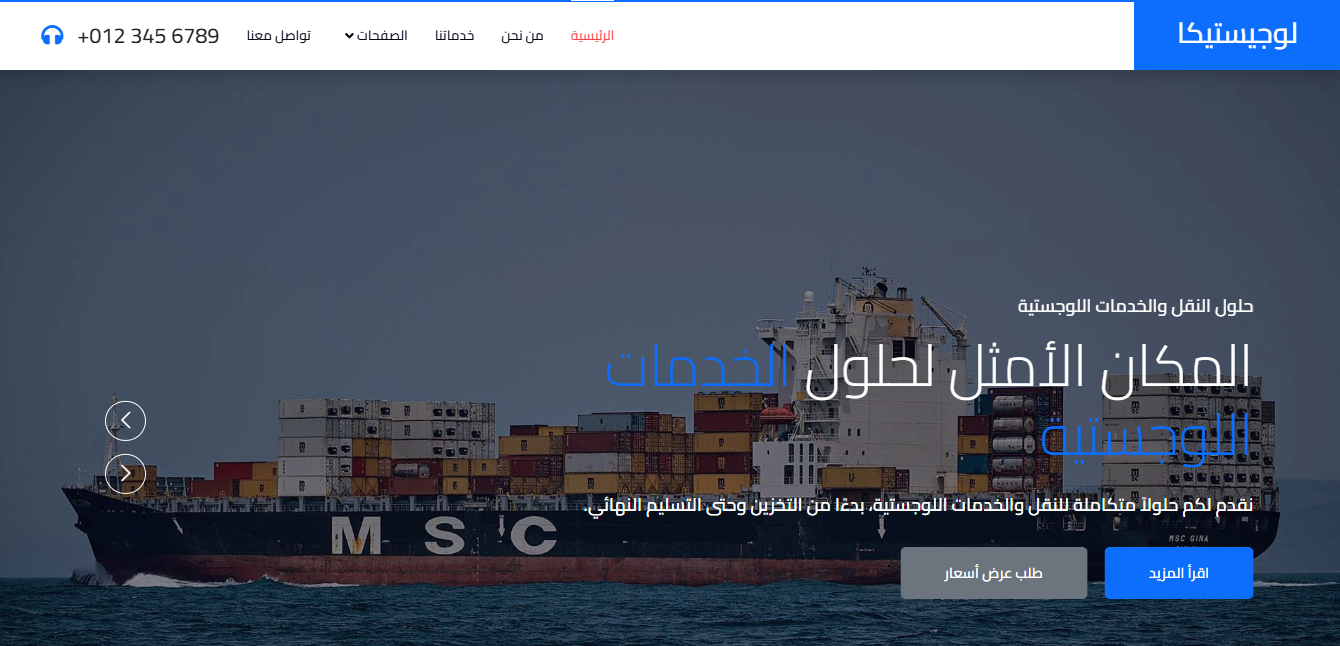 لوجيستيكا
الرئيسية من نحن خدماتنا الصفحات تواصل معنا +012 345 6789
حلول النقل والخدمات اللوجستية
المكان الأمثل لحلول الخدمات
اللوجستية
نقدم لكم حلولاً متكاملة للنقل والخدمات اللوجستية، بدءًا من التخزين وحتى التسليم النهائي.
MSC
MSC GINA
اقرأ المزيد طلب عرض أسعار